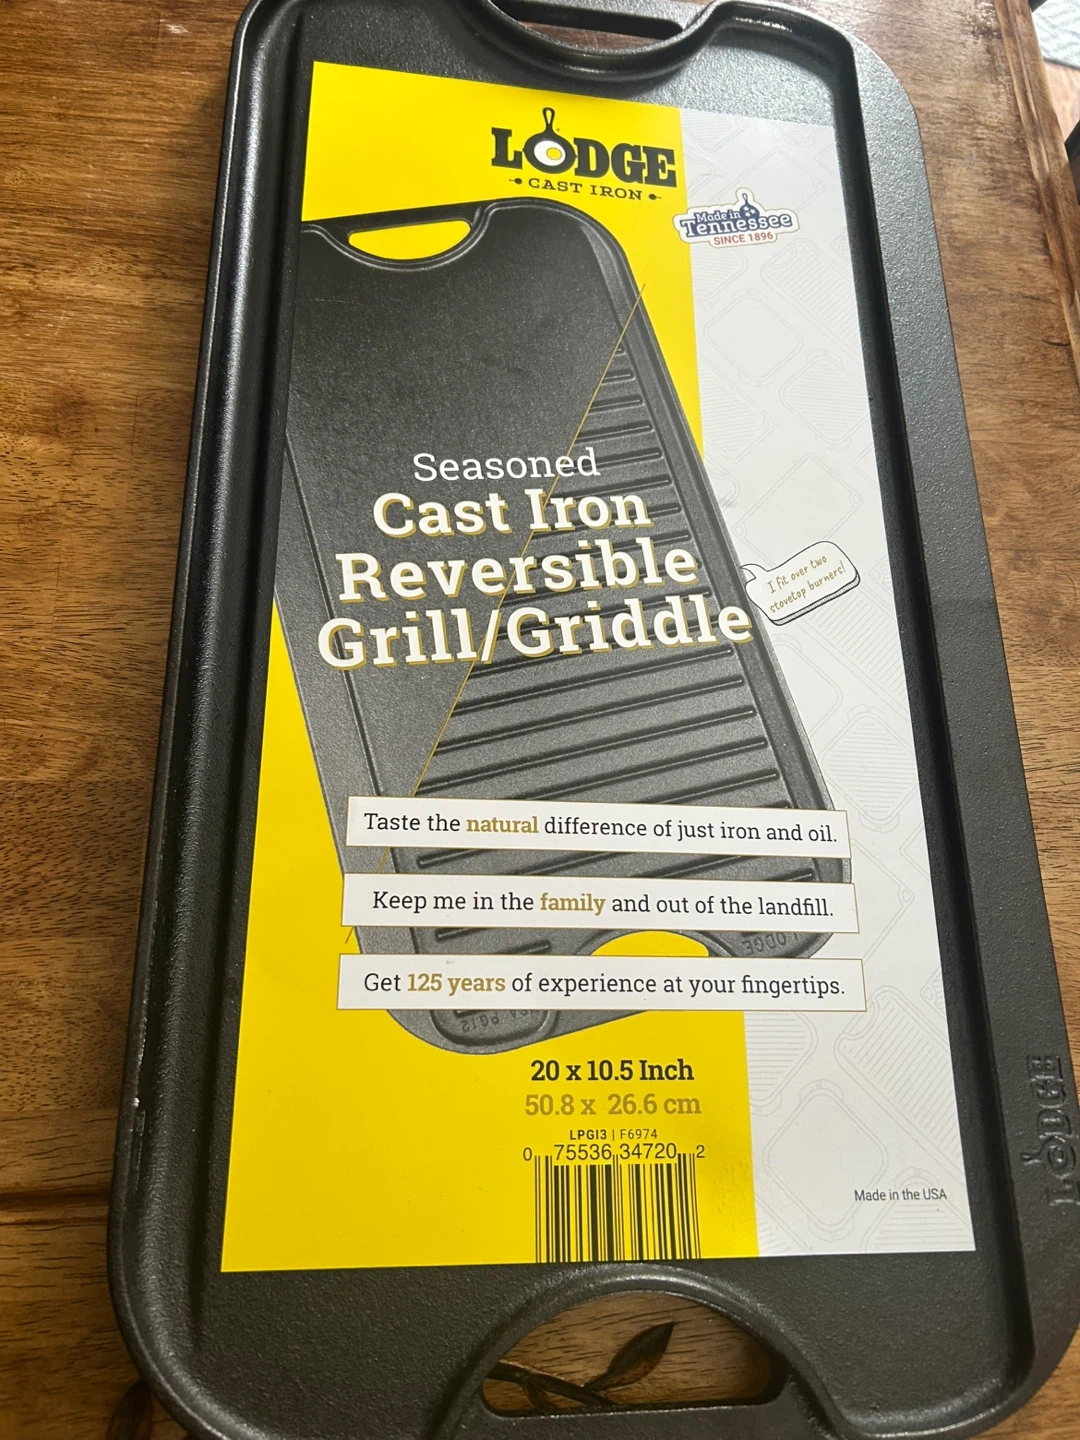 LODGE
CAST IRON
Made in
Tennessee
SINCE 1896
Seasoned
Cast Iron
Reversible
Grill/Griddle
I fit over two
stovetop burners!
Taste the natural difference of just iron and oil.
Keep me in the family and out of the landfill.
LODGE
Get 125 years of experience at your fingertips.
USA PG12
20 x 10.5 Inch
50.8 x 26.6 cm
LPGI3 | F6974
0 75536 34720 2
Made in the USA
LODGE